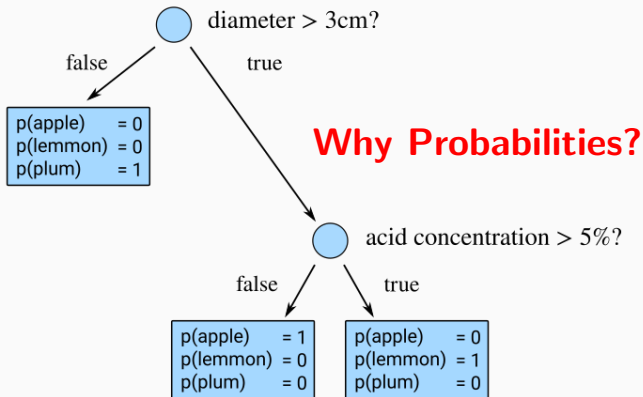 diameter > 3cm?
false
true
p(apple) = 0
p(lemmon) = 0
p(plum) = 1
Why Probabilities?
acid concentration > 5%?
false
true
p(apple) = 1
p(lemmon) = 0
p(plum) = 0
p(apple) = 0
p(lemmon) = 1
p(plum) = 0